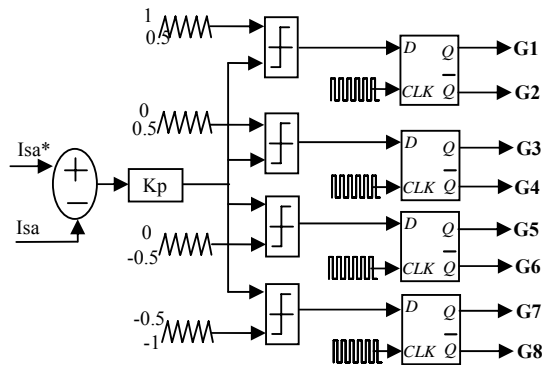 1
0.5
D Q G1
CLK Q G2
0
0.5
D Q G3
CLK Q G4
Isa*
+
Kp
−
Isa
0
-0.5
D Q G5
CLK Q G6
-0.5
-1
D Q G7
CLK Q G8